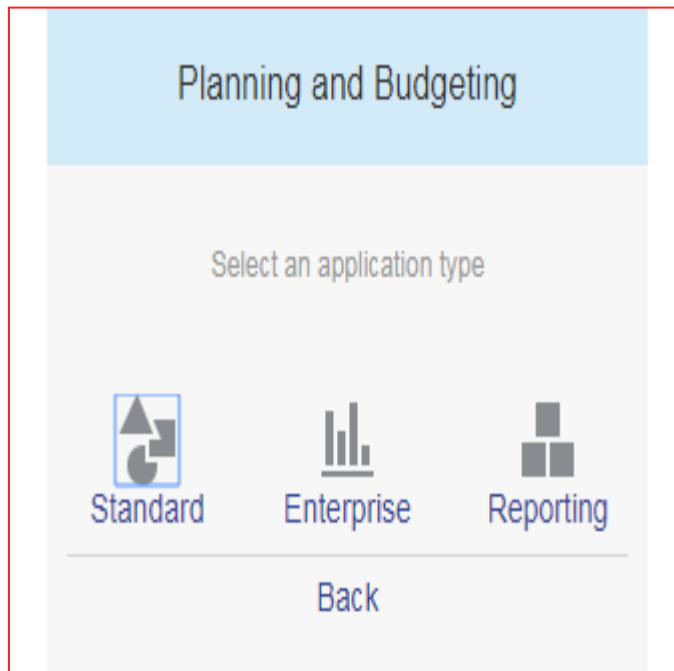 Planning and Budgeting
Select an application type
Standard Enterprise Reporting
Back